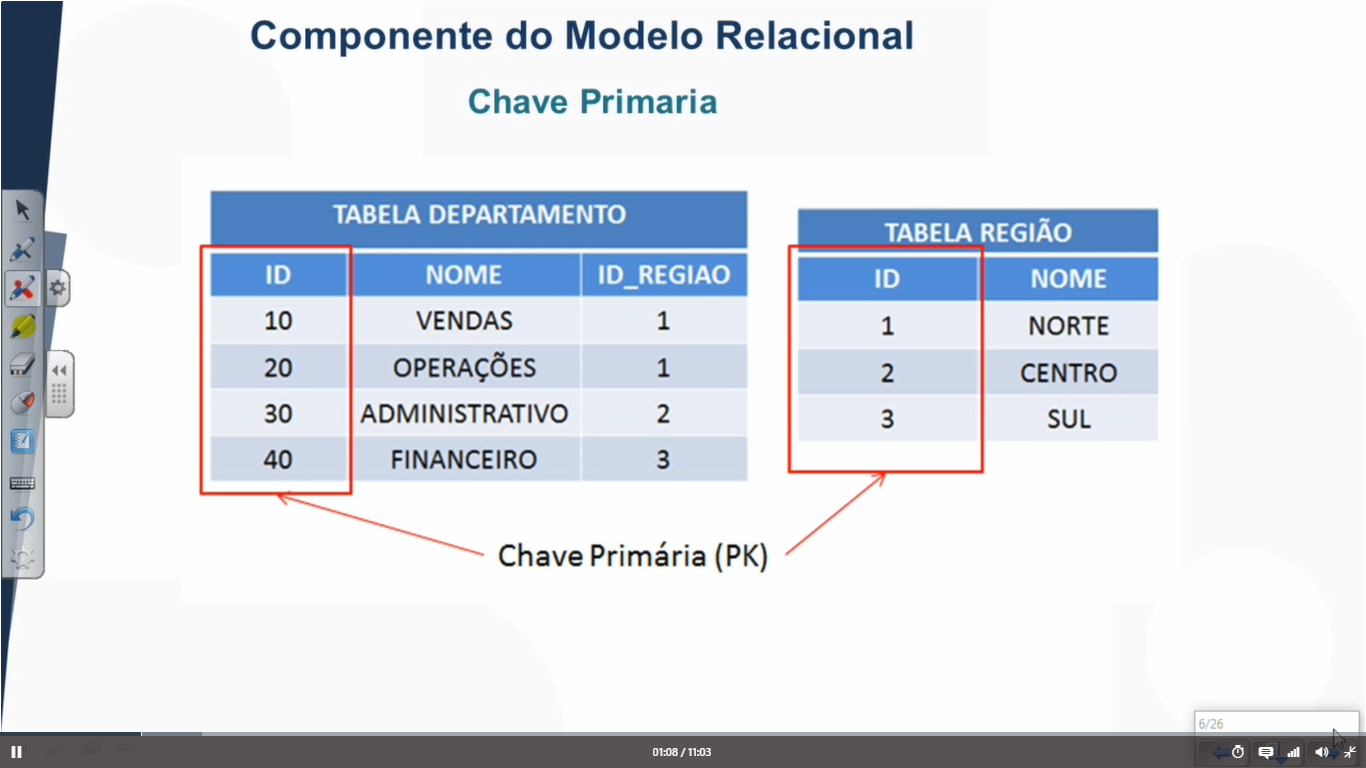 Componente do Modelo Relacional
Chave Primaria
TABELA DEPARTAMENTO
ID NOME ID_REGIAO
10 VENDAS 1
20 OPERAÇÕES 1
30 ADMINISTRATIVO 2
40 FINANCEIRO 3
TABELA REGIÃO
ID NOME
1 NORTE
2 CENTRO
3 SUL
Chave Primária (PK)
6/26
01:08 / 11:03